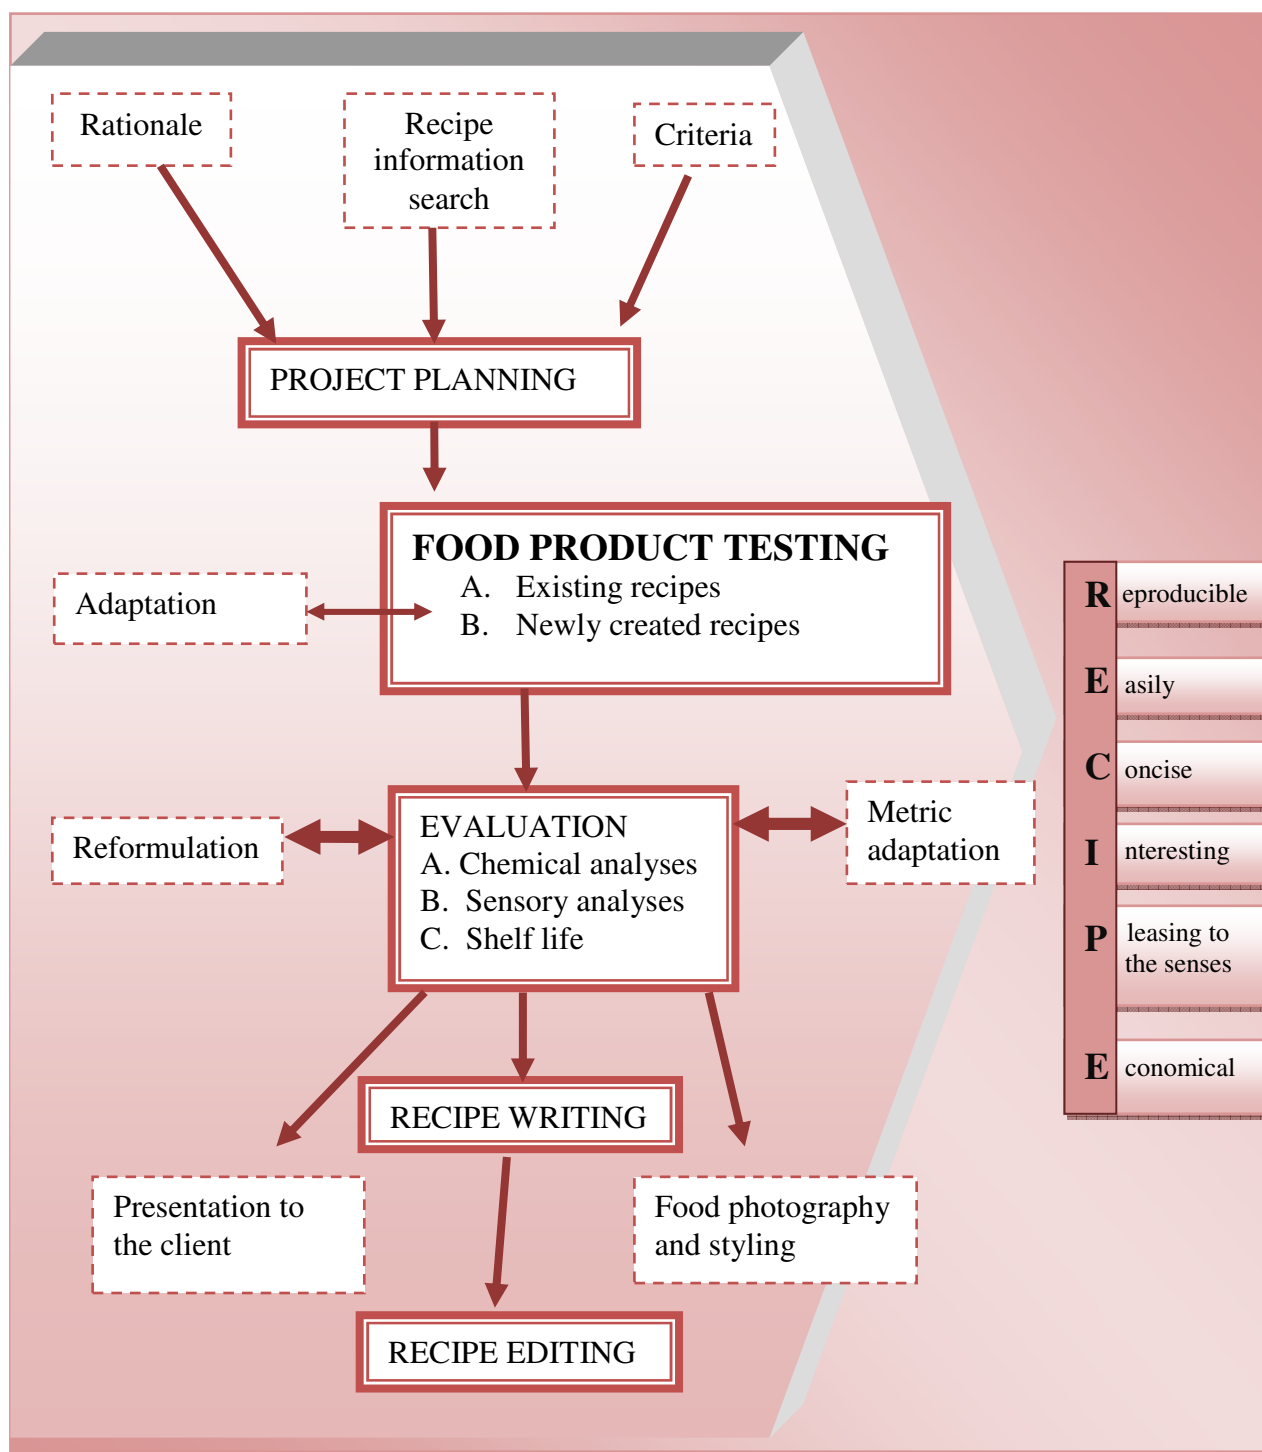 Rationale
Recipe
information
search
Criteria
PROJECT PLANNING
FOOD PRODUCT TESTING
A. Existing recipes
B. Newly created recipes
Adaptation
Reformulation
EVALUATION
A. Chemical analyses
B. Sensory analyses
C. Shelf life
Metric
adaptation
RECIPE WRITING
Presentation to
the client
Food photography
and styling
RECIPE EDITING
R eproducible
E asily
C oncise
I nteresting
P leasing to
the senses
E conomical